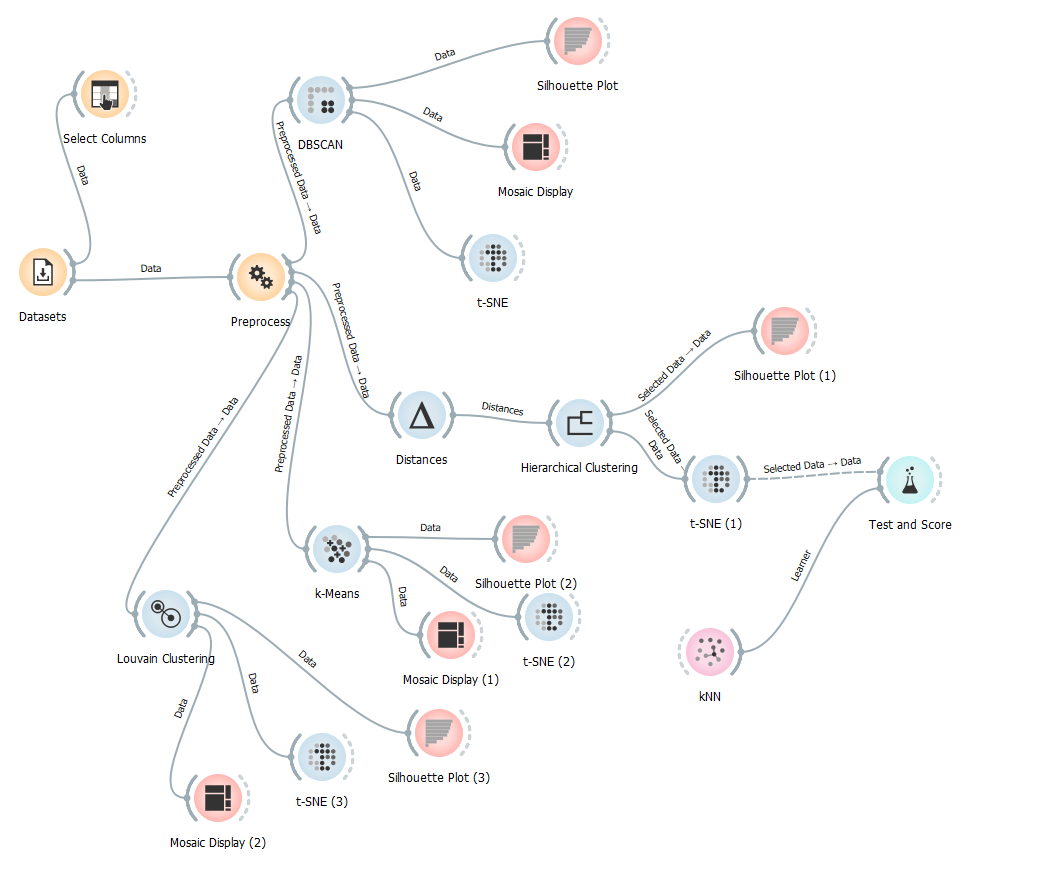 Silhouette Plot
Data
Select Columns
Data
DBSCAN
Data
Mosaic Display
Preprocessed Data → Data
Data
Data
t-SNE
Datasets
Data
Preprocess
Preprocessed Data → Data
Preprocessed Data → Data
Preprocessed Data → Data
Distances
Distances
Hierarchical Clustering
Selected Data → Data
Silhouette Plot (1)
Selected Data →
Data
t-SNE (1)
Selected Data → Data
Test and Score
Learner
kNN
k-Means
Data
Silhouette Plot (2)
Data
t-SNE (2)
Data
Mosaic Display (1)
Louvain Clustering
Data
Silhouette Plot (3)
Data
t-SNE (3)
Data
Mosaic Display (2)